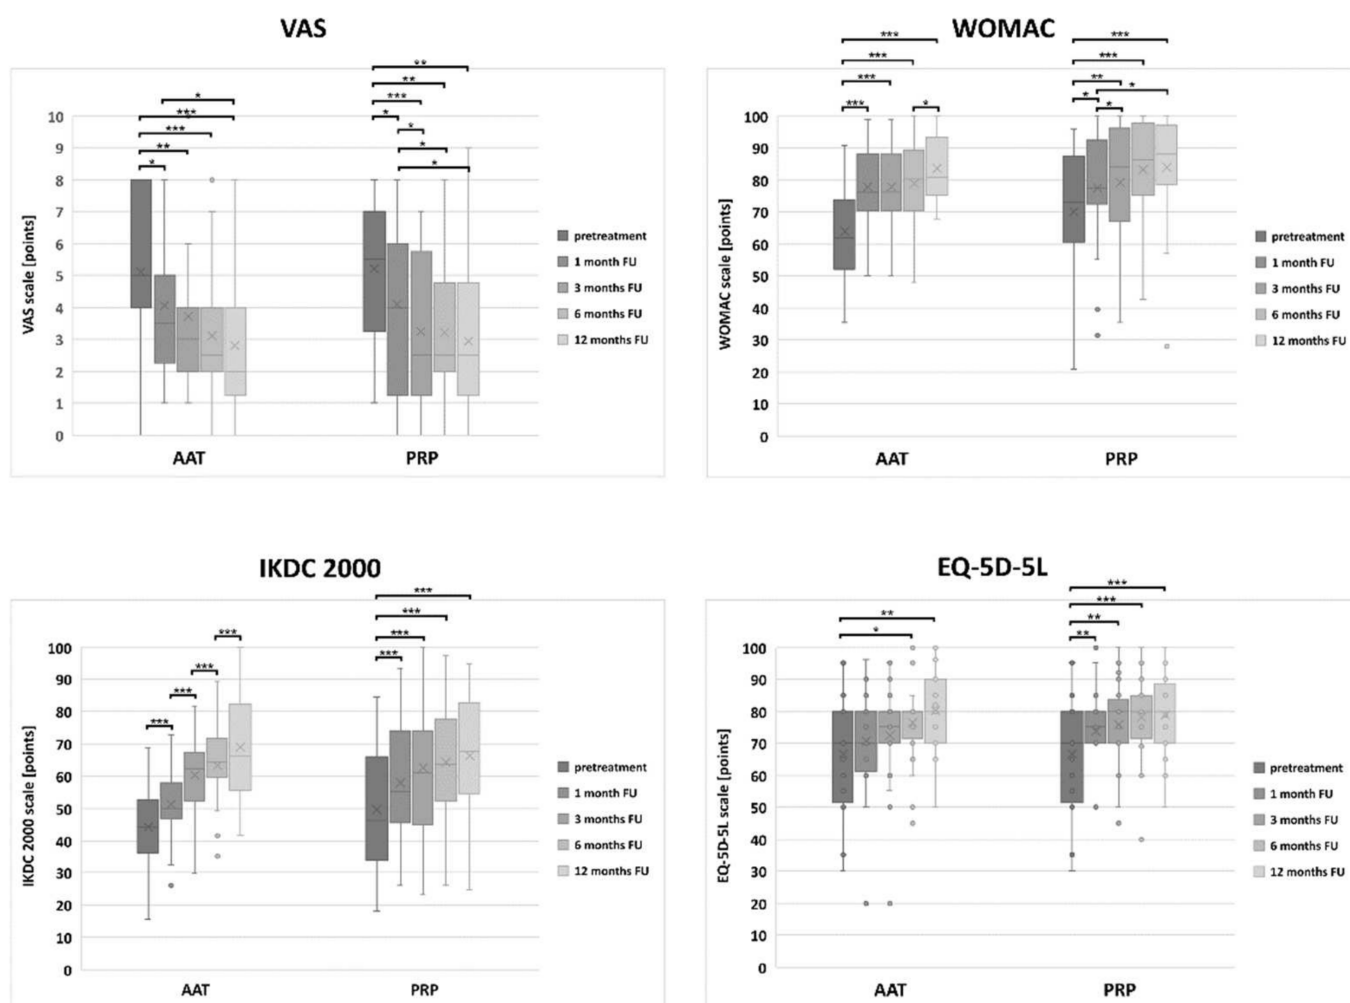 VAS
**
**
*
***
***
***
*
**
*
*
*
*
VAS scale [points]
10
9
8
7
6
5
4
3
2
1
0
AAT
PRP
pretreatment
1 month FU
3 months FU
6 months FU
12 months FU
WOMAC
***
***
***
***
***
**
*
***
*
*
*
WOMAC scale [points]
100
90
80
70
60
50
40
30
20
10
0
AAT
PRP
pretreatment
1 month FU
3 months FU
6 months FU
12 months FU
IKDC 2000
***
***
***
***
***
***
***
***
IKDC 2000 scale [points]
100
90
80
70
60
50
40
30
20
10
0
AAT
PRP
pretreatment
1 month FU
3 months FU
6 months FU
12 months FU
EQ-5D-5L
***
***
**
**
*
**
EQ-5D-5L scale [points]
100
90
80
70
60
50
40
30
20
10
0
AAT
PRP
pretreatment
1 month FU
3 months FU
6 months FU
12 months FU